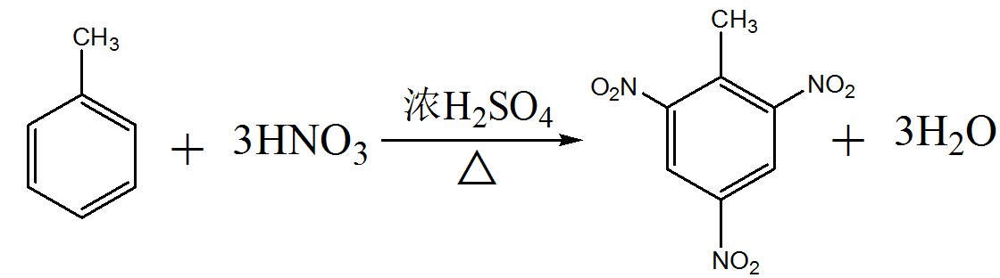 CH₃ + 3HNO₃ 浓H₂SO₄ △ CH₃ O₂N NO₂ NO₂ + 3H₂O